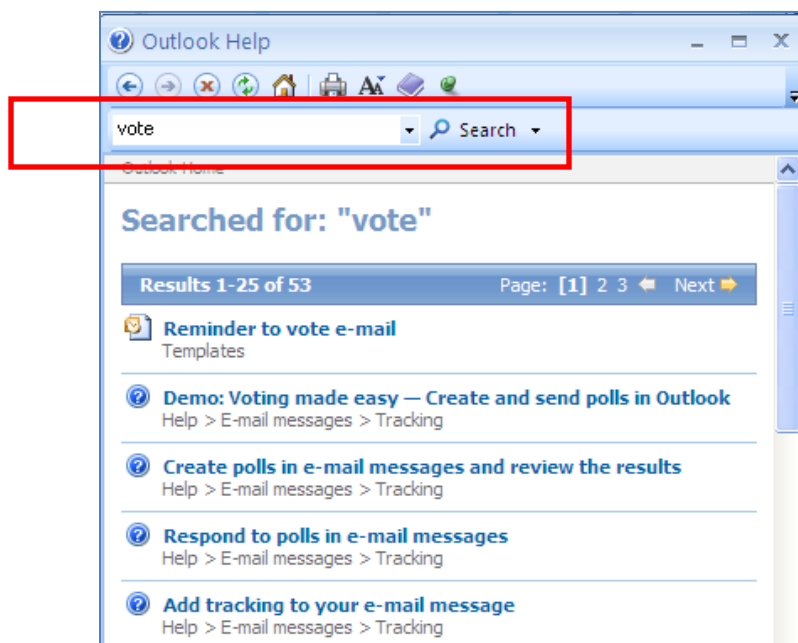 Outlook Help
vote Search
Outlook Home
Searched for: "vote"
Results 1-25 of 53 Page: [1] 2 3 Next
Reminder to vote e-mail
Templates
Demo: Voting made easy — Create and send polls in Outlook
Help > E-mail messages > Tracking
Create polls in e-mail messages and review the results
Help > E-mail messages > Tracking
Respond to polls in e-mail messages
Help > E-mail messages > Tracking
Add tracking to your e-mail message
Help > E-mail messages > Tracking